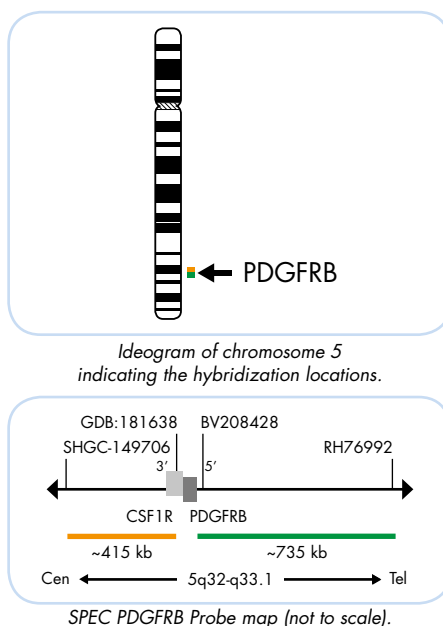 PDGFRB
Ideogram of chromosome 5
indicating the hybridization locations.
GDB:181638 BV208428
SHGC-149706 RH76992
3’ 5’
CSF1R PDGFRB
~415 kb ~735 kb
Cen 5q32-q33.1 Tel
SPEC PDGFRB Probe map (not to scale).